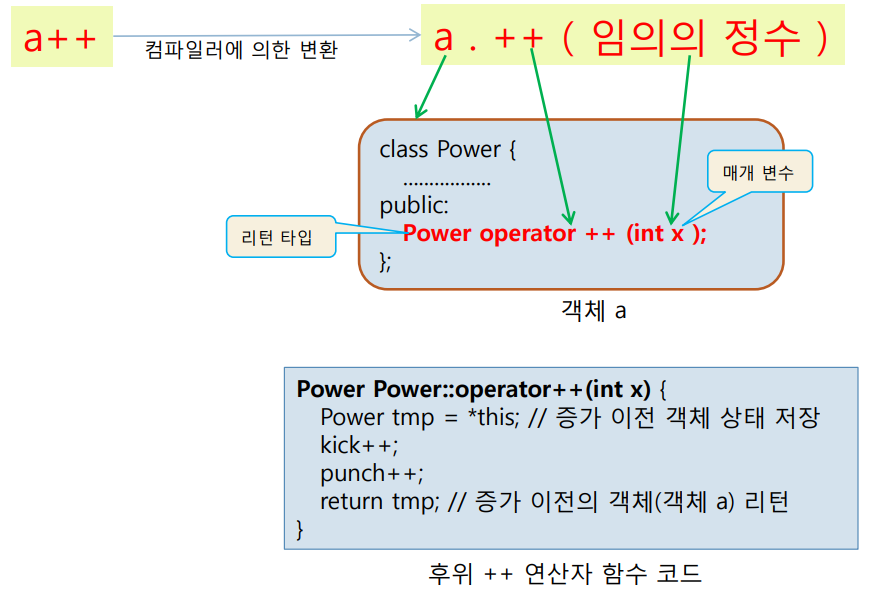 a++
컴파일러에 의한 변환
a . ++ ( 임의의 정수 )
class Power {
.................
public:
Power operator ++ (int x );
};
매개 변수
리턴 타입
객체 a
Power Power::operator++(int x) {
Power tmp = *this; // 증가 이전 객체 상태 저장
kick++;
punch++;
return tmp; // 증가 이전의 객체(객체 a) 리턴
}
후위 ++ 연산자 함수 코드